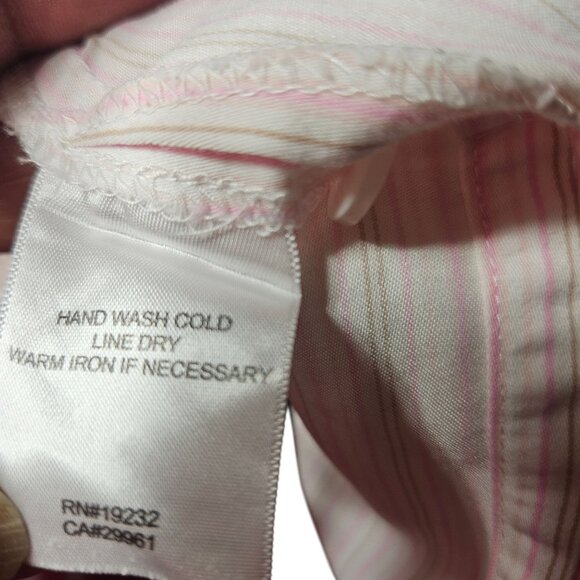 HAND WASH COLD
LINE DRY
WARM IRON IF NECESSARY
RN#19232
CA#29961